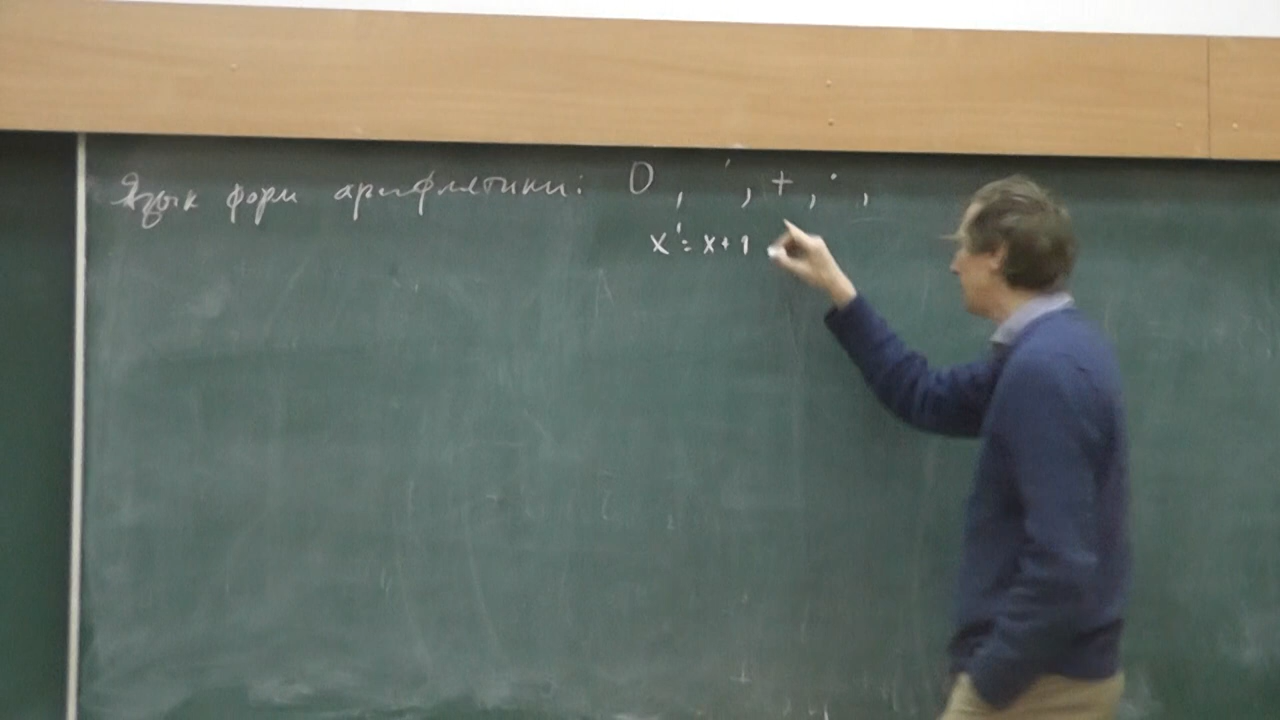 Язык форм арифметики: 0, ', +, ·,
x' = x + 1